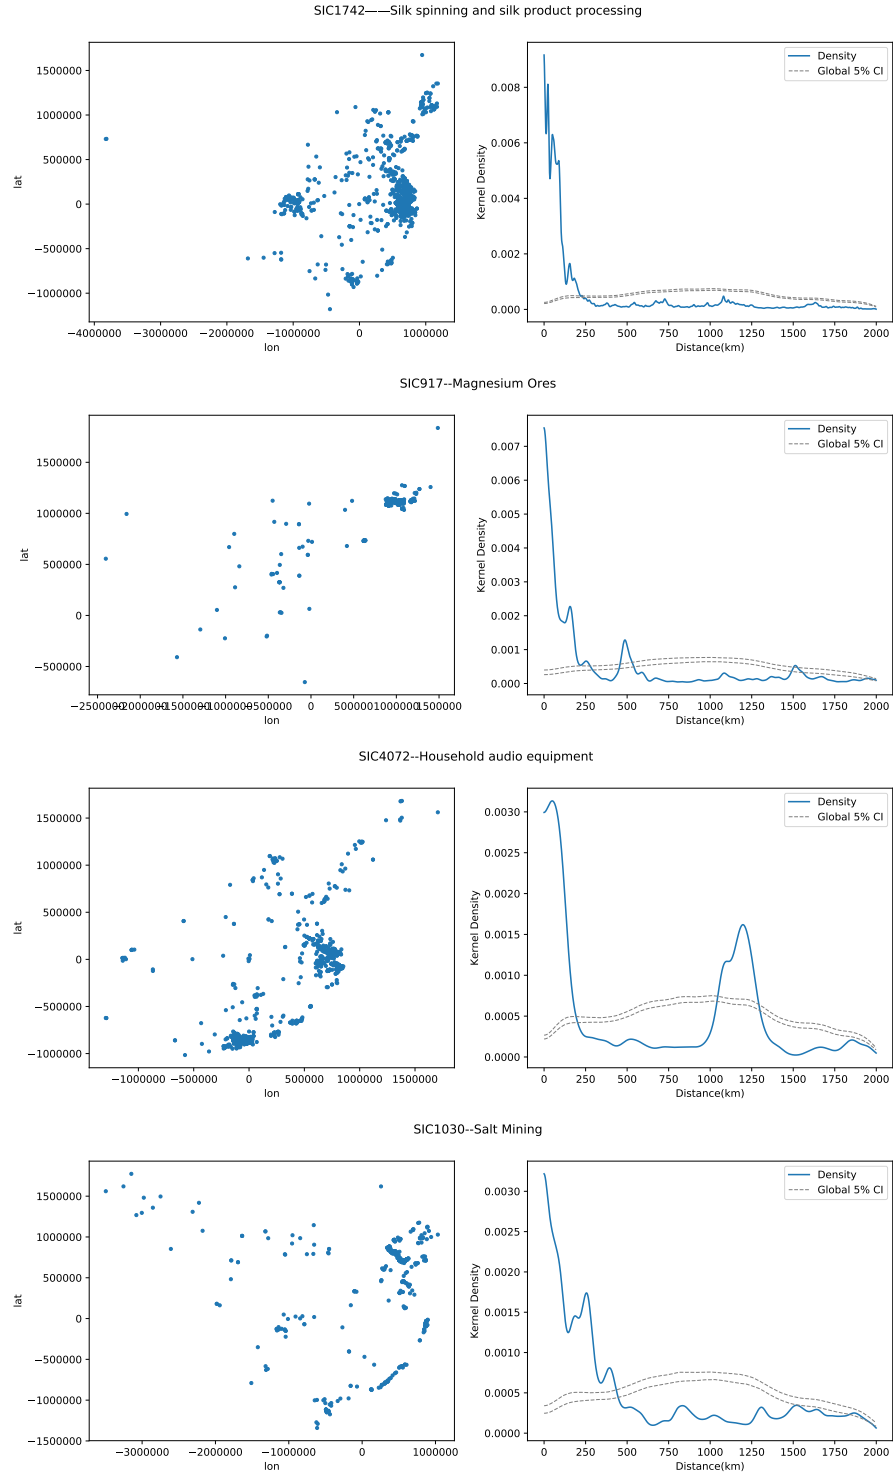 SIC1742——Silk spinning and silk product processing
1500000
1000000
500000
0
−500000
−1000000
lat
−4000000 −3000000 −2000000 −1000000 0 1000000
lon
0.008
0.006
0.004
0.002
0.000
Kernel Density
Density
Global 5% CI
0 250 500 750 1000 1250 1500 1750 2000
Distance(km)
SIC917--Magnesium Ores
1500000
1000000
500000
0
−500000
lat
−2500000 −2000000 −1500000 −1000000 −500000 0 500000 1000000 1500000
lon
0.007
0.006
0.005
0.004
0.003
0.002
0.001
0.000
Kernel Density
Density
Global 5% CI
0 250 500 750 1000 1250 1500 1750 2000
Distance(km)
SIC4072--Household audio equipment
1500000
1000000
500000
0
−500000
−1000000
lat
−1000000 −500000 0 500000 1000000 1500000
lon
0.0030
0.0025
0.0020
0.0015
0.0010
0.0005
0.0000
Kernel Density
Density
Global 5% CI
0 250 500 750 1000 1250 1500 1750 2000
Distance(km)
SIC1030--Salt Mining
1500000
1000000
500000
0
−500000
−1000000
−1500000
lat
−3000000 −2000000 −1000000 0 1000000
lon
0.0030
0.0025
0.0020
0.0015
0.0010
0.0005
0.0000
Kernel Density
Density
Global 5% CI
0 250 500 750 1000 1250 1500 1750 2000
Distance(km)